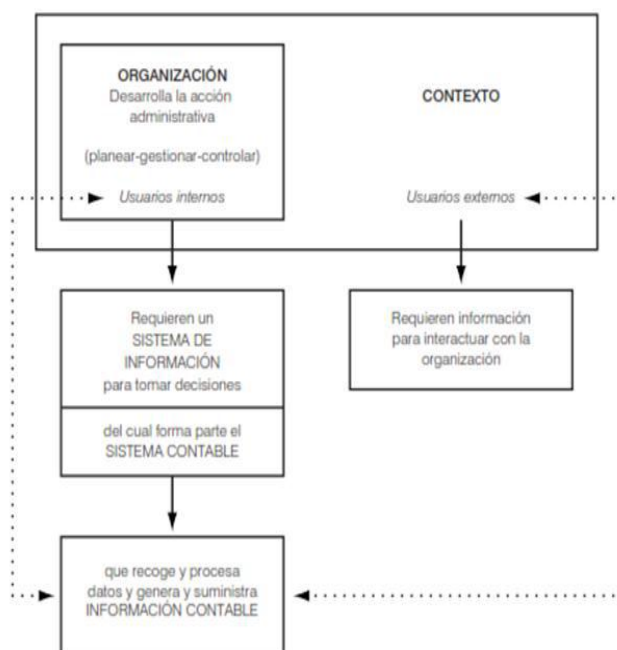 ORGANIZACIÓN
Desarrolla la acción
administrativa
(planear-gestionar-controlar)
Usuarios internos
CONTEXTO
Usuarios externos
Requieren un
SISTEMA DE
INFORMACIÓN
para tomar decisiones
del cual forma parte el
SISTEMA CONTABLE
Requieren información
para interactuar con la
organización
que recoge y procesa
datos y genera y suministra
INFORMACIÓN CONTABLE